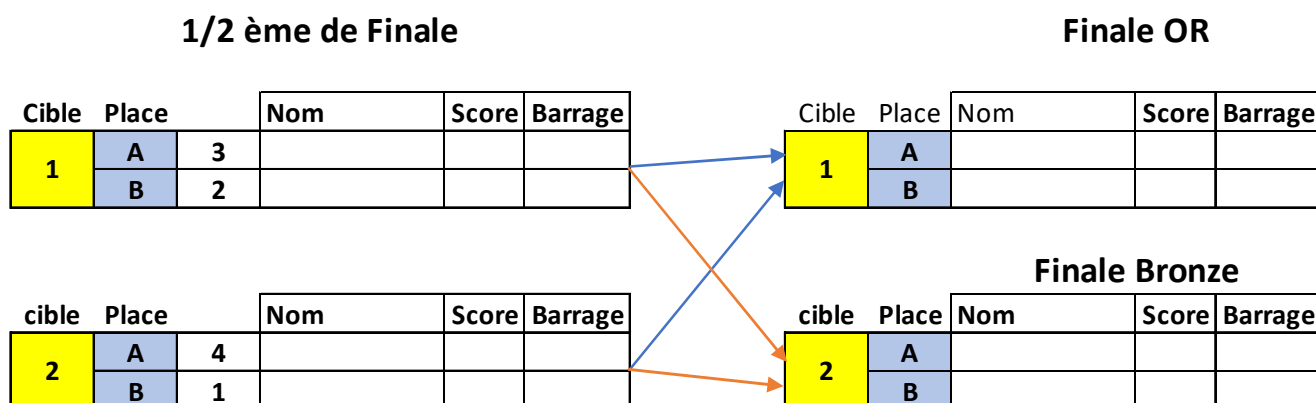 1/2 ème de Finale
Finale OR
Cible Place Nom Score Barrage
1 A 3
B 2
Cible Place Nom Score Barrage
1 A
B
Finale Bronze
cible Place Nom Score Barrage
2 A 4
B 1
cible Place Nom Score Barrage
2 A
B